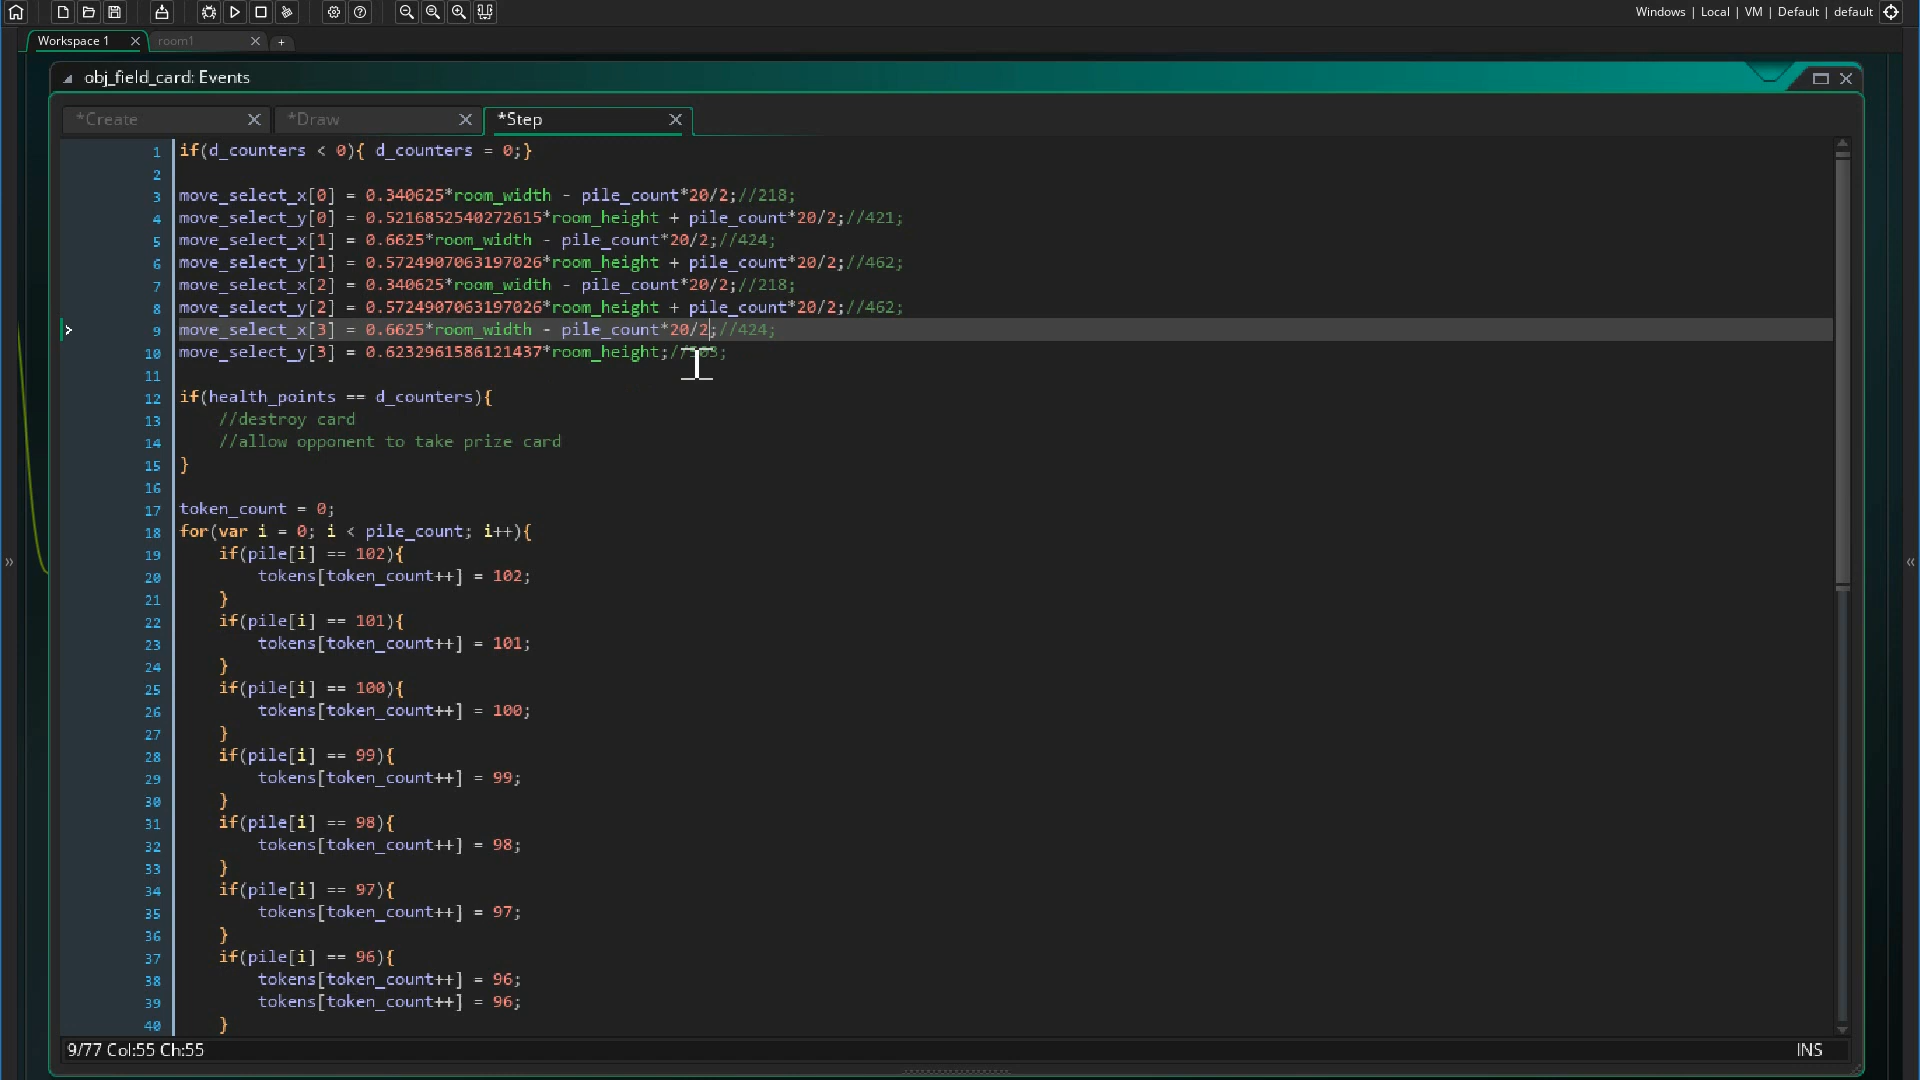 Windows | Local | VM | Default | default
Workspace 1
room1
obj_field_card: Events
*Create
*Draw
*Step
1 if(d_counters < 0){ d_counters = 0;}
2
3 move_select_x[0] = 0.340625*room_width - pile_count*20/2;//218;
4 move_select_y[0] = 0.5216852540272615*room_height + pile_count*20/2;//421;
5 move_select_x[1] = 0.6625*room_width - pile_count*20/2;//424;
6 move_select_y[1] = 0.5724907063197026*room_height + pile_count*20/2;//462;
7 move_select_x[2] = 0.340625*room_width - pile_count*20/2;//218;
8 move_select_y[2] = 0.5724907063197026*room_height + pile_count*20/2;//462;
9 move_select_x[3] = 0.6625*room_width - pile_count*20/2;//424;
10 move_select_y[3] = 0.6232961586121437*room_height;
11
12 if(health_points == d_counters){
13 //destroy card
14 //allow opponent to take prize card
15 }
16
17 token_count = 0;
18 for(var i = 0; i < pile_count; i++){
19 if(pile[i] == 102){
20 tokens[token_count++] = 102;
21 }
22 if(pile[i] == 101){
23 tokens[token_count++] = 101;
24 }
25 if(pile[i] == 100){
26 tokens[token_count++] = 100;
27 }
28 if(pile[i] == 99){
29 tokens[token_count++] = 99;
30 }
31 if(pile[i] == 98){
32 tokens[token_count++] = 98;
33 }
34 if(pile[i] == 97){
35 tokens[token_count++] = 97;
36 }
37 if(pile[i] == 96){
38 tokens[token_count++] = 96;
39 tokens[token_count++] = 96;
40 }
9/77 Col:55 Ch:55
INS